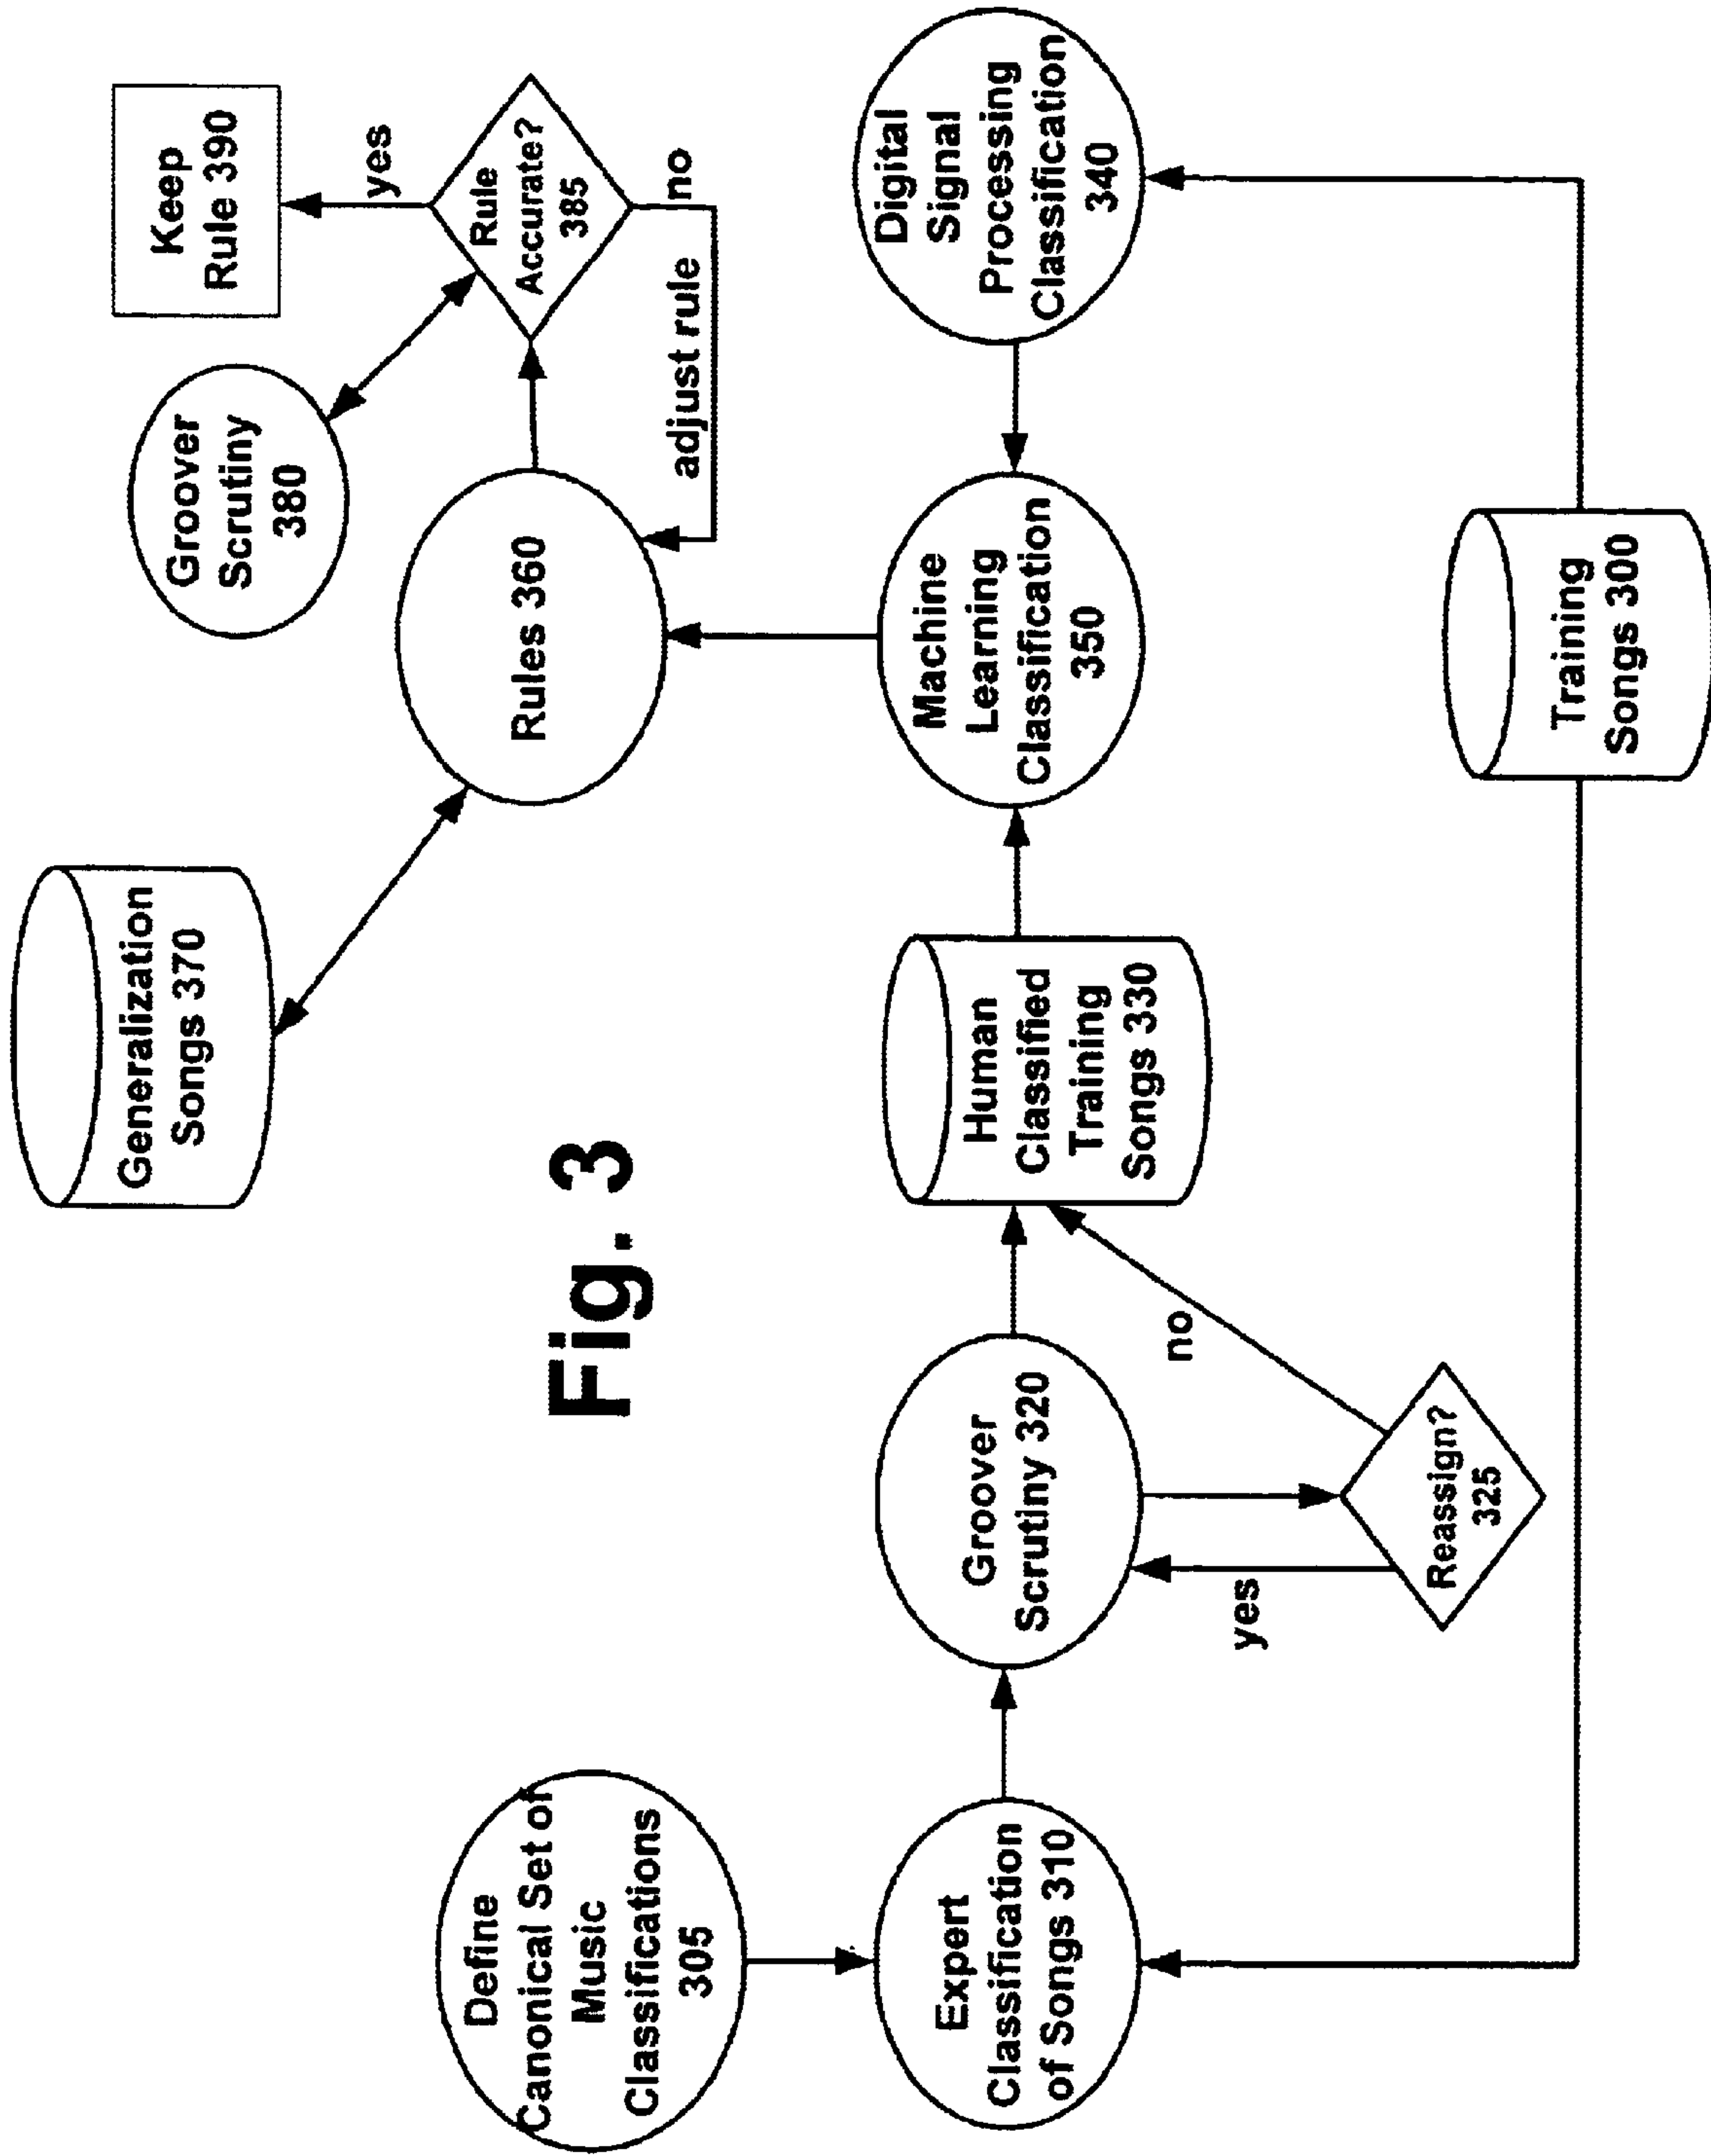 Generalization
Songs 370
Groover
Scrutiny
380
Keep
Rule 390
yes
Rule
Accurate?
385
no
adjust rule
Rules 360
Fig. 3
Define
Canonical Set of
Music
Classifications
305
Expert
Classification
of Songs 310
Groover
Scrutiny 320
yes
Reassign?
325
no
Human
Classified
Training
Songs 330
Machine
Learning
Classification
350
Digital
Signal
Processing
Classification
340
Training
Songs 300